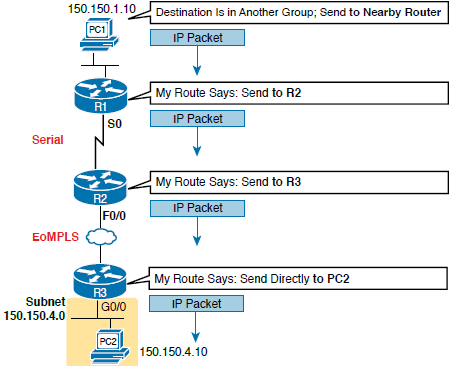 150.150.1.10
PC1
Destination Is in Another Group; Send to Nearby Router
IP Packet
R1
My Route Says: Send to R2
S0
IP Packet
Serial
R2
My Route Says: Send to R3
IP Packet
F0/0
EoMPLS
R3
My Route Says: Send Directly to PC2
Subnet
150.150.4.0
G0/0
IP Packet
PC2
150.150.4.10